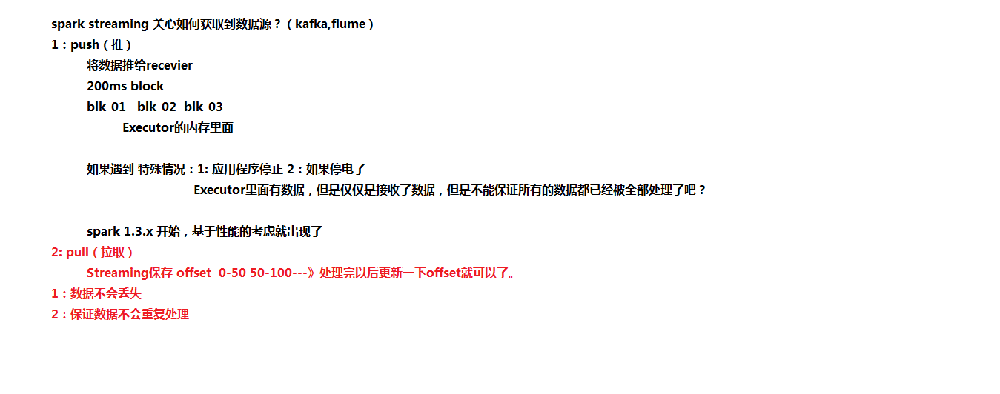 spark streaming 关心如何获取到数据源？（kafka,flume）
1：push（推）
将数据推给recevier
200ms block
blk_01 blk_02 blk_03
Executor的内存里面
如果遇到 特殊情况：1: 应用程序停止 2：如果停电了
Executor里面有数据，但是仅仅是接收了数据，但是不能保证所有的数据都已经被全部处理了吧？
spark 1.3.x 开始，基于性能的考虑就出现了
2: pull（拉取）
Streaming保存 offset 0-50 50-100---》处理完以后更新一下offset就可以了。
1：数据不会丢失
2：保证数据不会重复处理